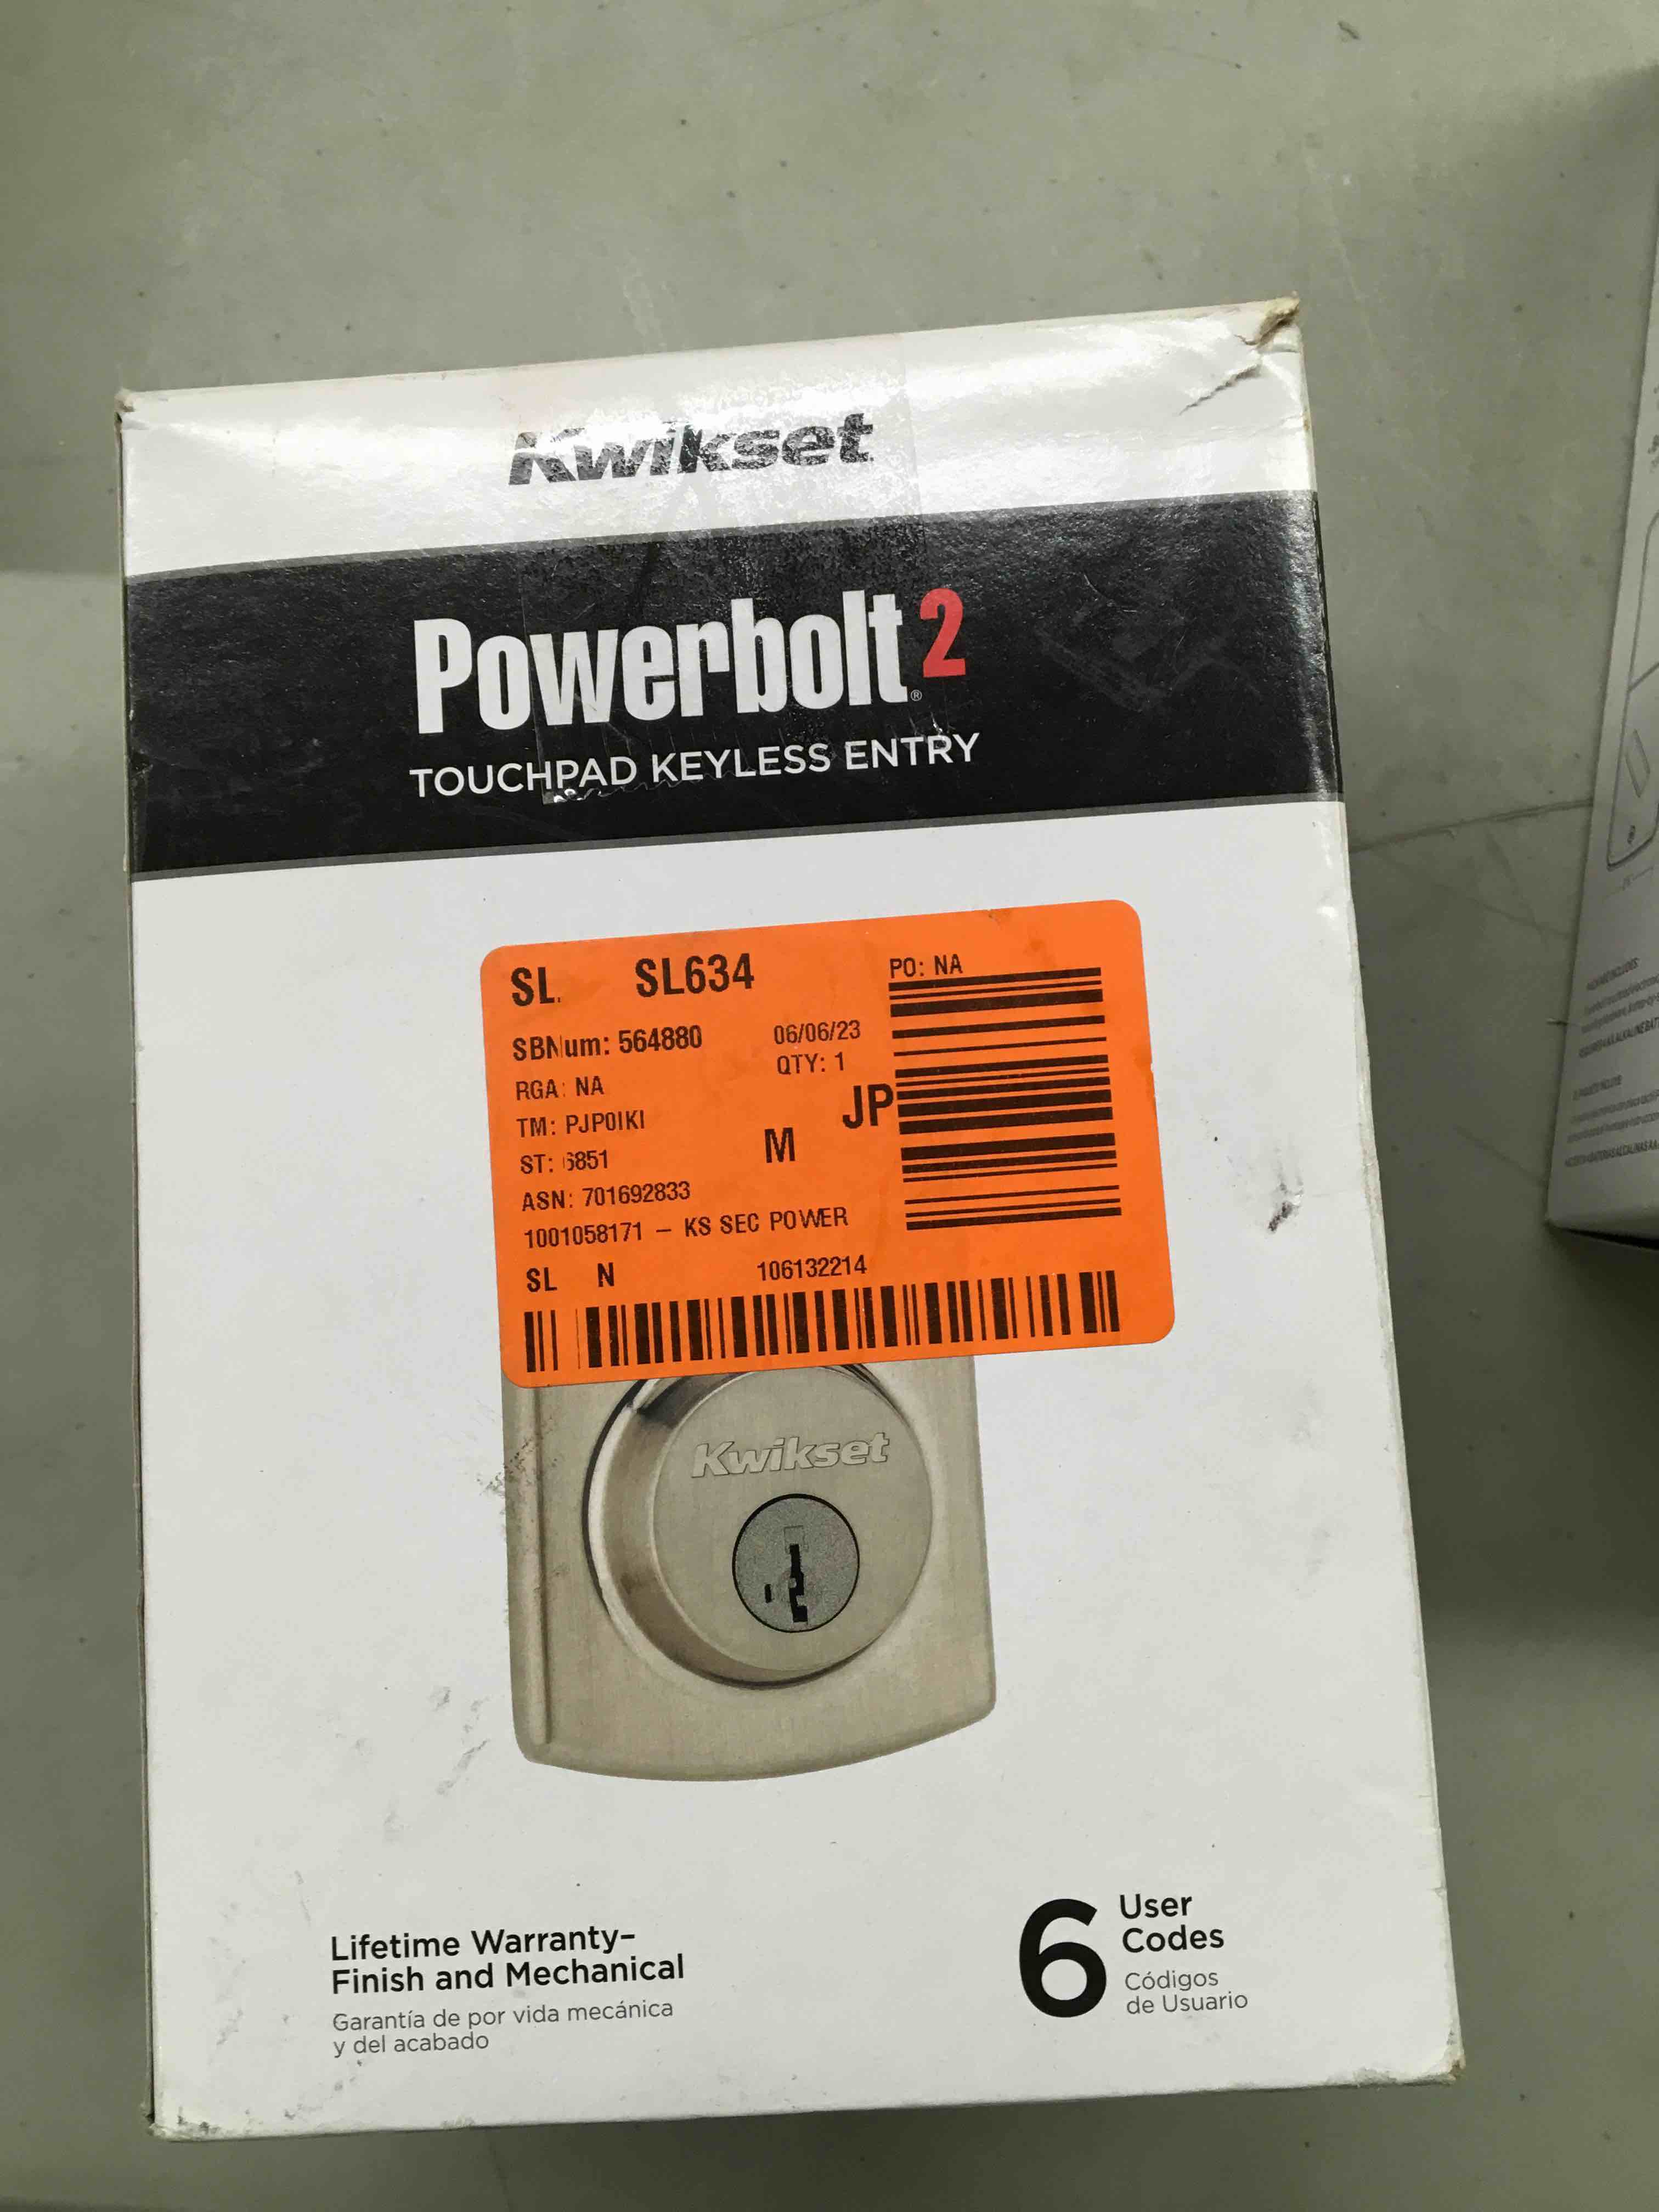 Kwikset
Powerbolt 2®
TOUCHPAD KEYLESS ENTRY
SL. SL634
PO: NA
SBNum: 564880 06/06/23
QTY: 1
RGA: NA
JP
TM: PJP0IKI
M
ST: 6851
ASN: 701692833
1001058171 – KS SEC POWER
SL N 106132214
Kwikset
Lifetime Warranty–
Finish and Mechanical
Garantía de por vida mecánica
y del acabado
6 User
Codes
Códigos
de Usuario